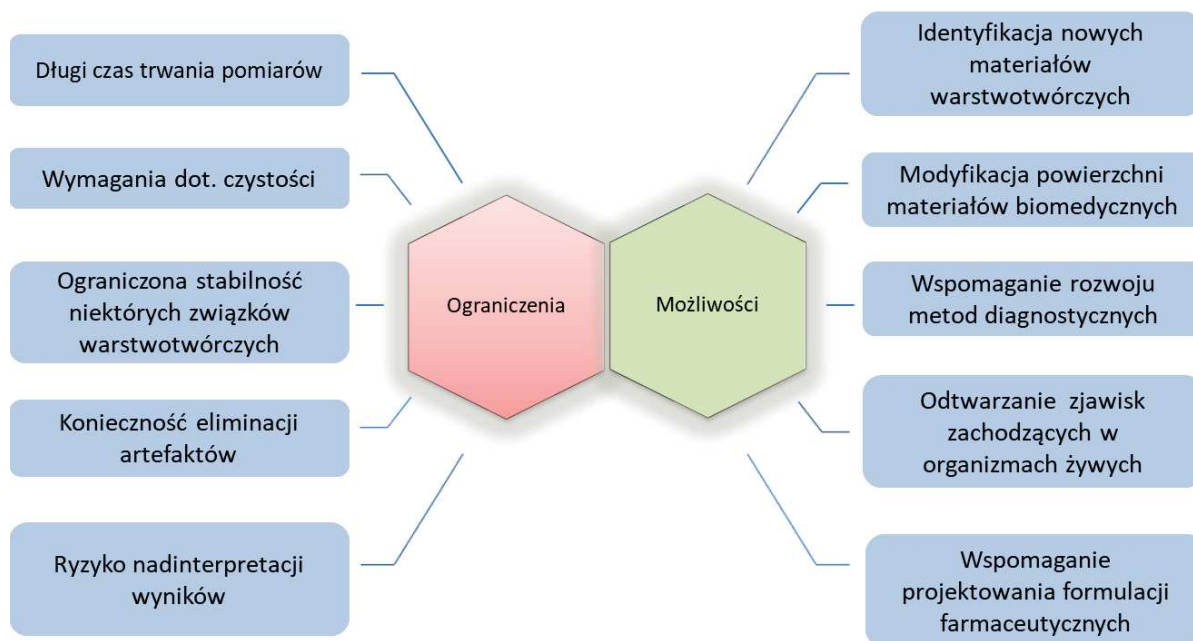 Długi czas trwania pomiarów
Wymagania dot. czystości
Ograniczona stabilność
niektórych związków
warstwotwórczych
Konieczność eliminacji
artefaktów
Ryzyko nadinterpretacji
wyników
Ograniczenia
Możliwości
Identyfikacja nowych
materiałów
warstwotwórczych
Modyfikacja powierzchni
materiałów biomedycznych
Wspomaganie rozwoju
metod diagnostycznych
Odtwarzanie zjawisk
zachodzących w
organizmach żywych
Wspomaganie
projektowania formulacji
farmaceutycznych